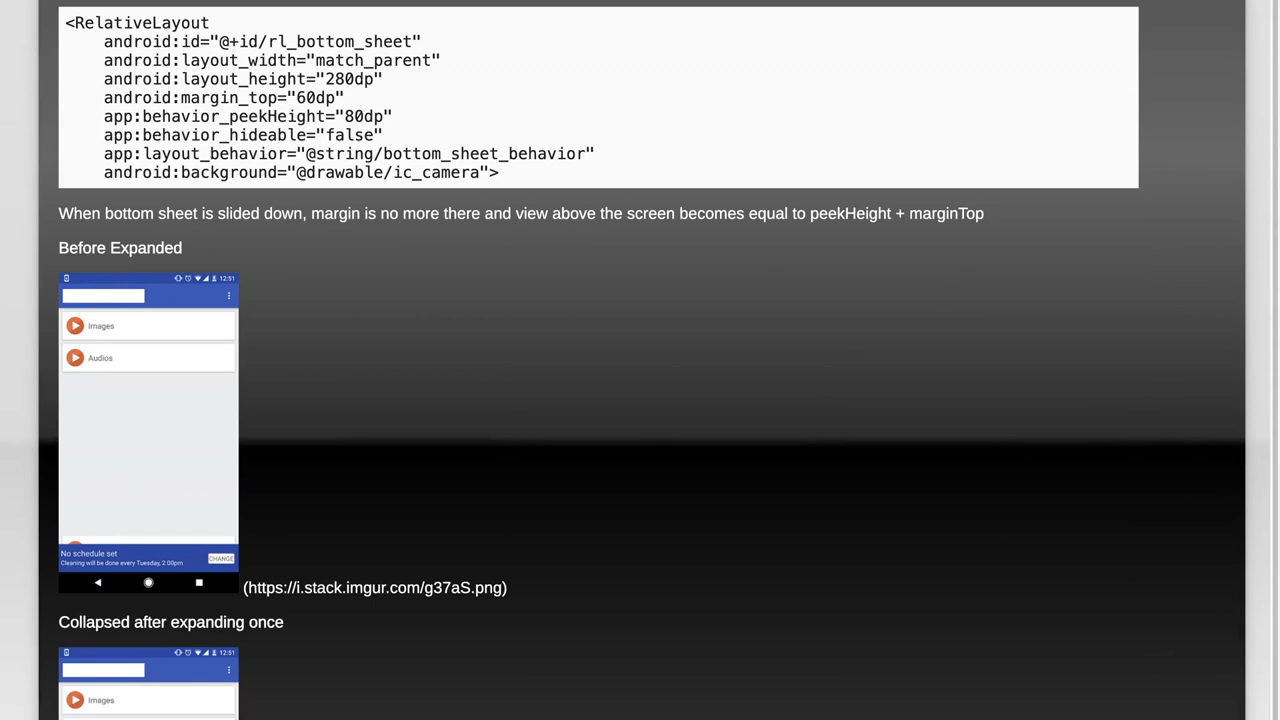 <RelativeLayout
android:id="@+id/rl_bottom_sheet"
android:layout_width="match_parent"
android:layout_height="280dp"
android:margin_top="60dp"
app:behavior_peekHeight="80dp"
app:behavior_hideable="false"
app:layout_behavior="@string/bottom_sheet_behavior"
android:background="@drawable/ic_camera">
When bottom sheet is slided down, margin is no more there and view above the screen becomes equal to peekHeight + marginTop
Before Expanded
12:51
Images
Audios
No schedule set
Cleaning will be done every Tuesday, 2:00pm
CHANGE
(https://i.stack.imgur.com/g37aS.png)
Collapsed after expanding once
12:51
Images